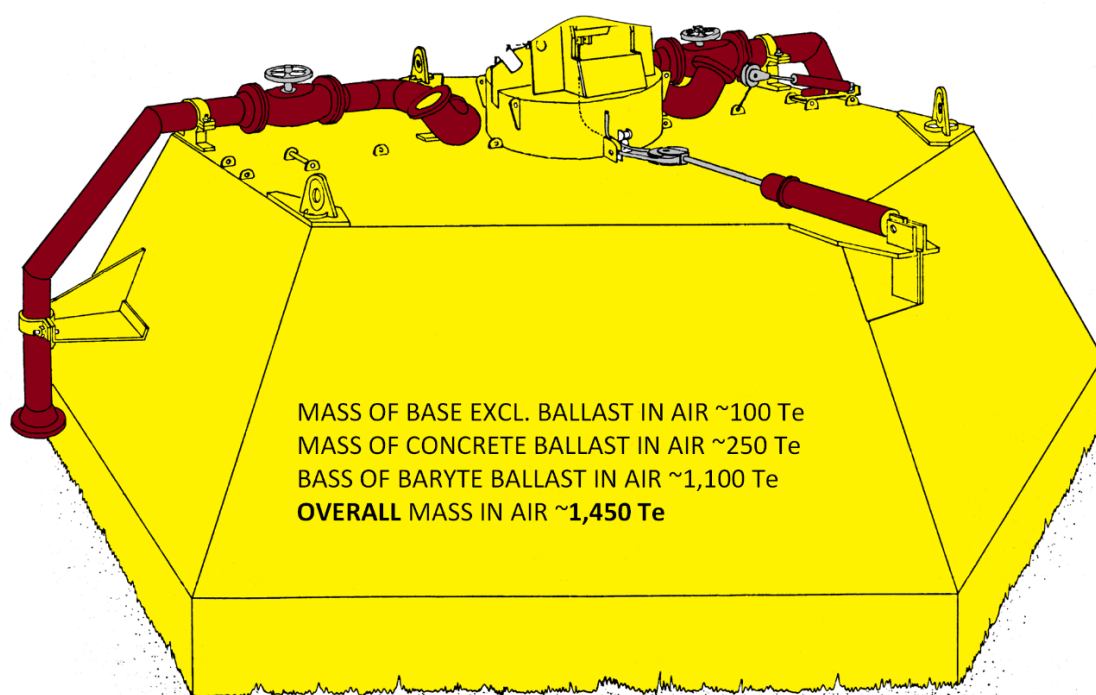 MASS OF BASE EXCL. BALLAST IN AIR ~100 Te
MASS OF CONCRETE BALLAST IN AIR ~250 Te
BASS OF BARYTE BALLAST IN AIR ~1,100 Te
OVERALL MASS IN AIR ~1,450 Te